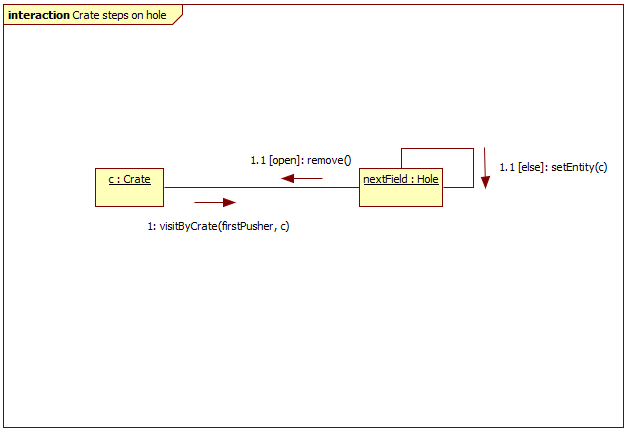 interaction Crate steps on hole
1.1 [open]: remove()
1.1 [else]: setEntity(c)
c : Crate
nextField : Hole
1: visitByCrate(firstPusher, c)